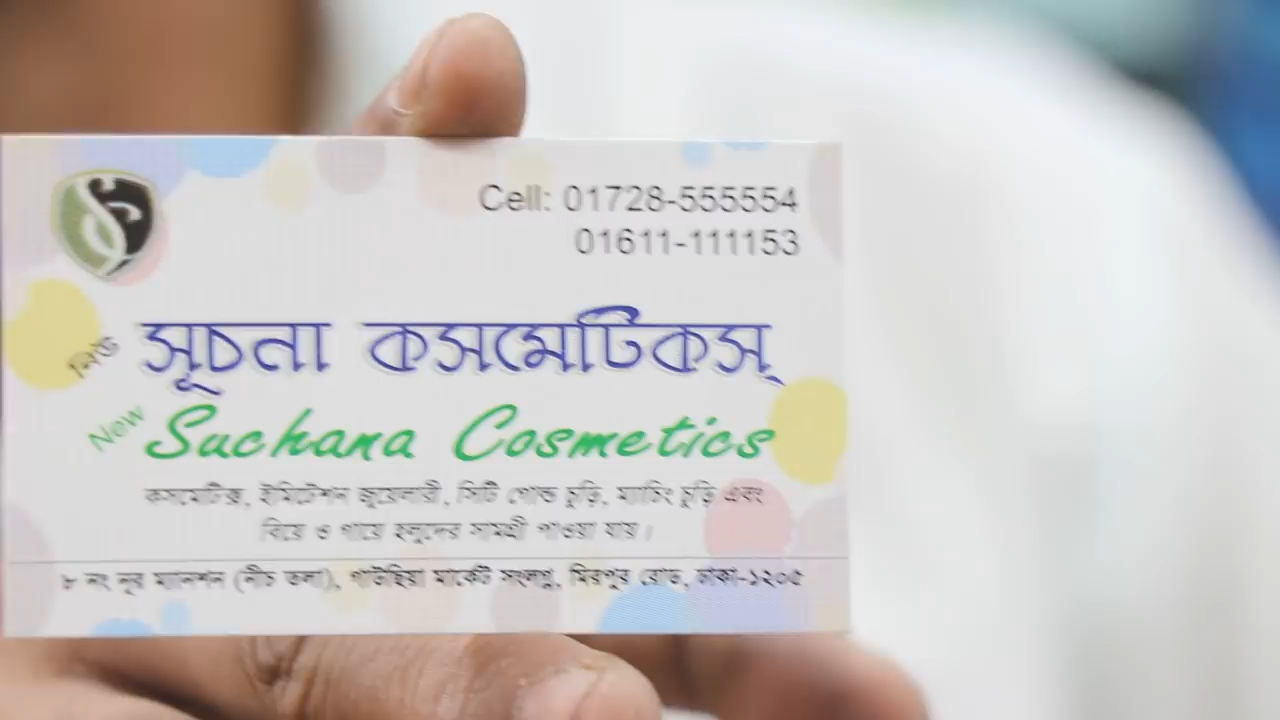 Cell: 01728-555554
01611-111153
নিউ
সূচনা কসমেটিকস্
New
Suchana Cosmetics
কসমেটিক্স, ইমিটেশন জুয়েলারী, সিটি গোল্ড চুড়ি, ম্যাচিং চুড়ি এবং
বিয়ে ও গায়ে হলুদের সামগ্রী পাওয়া যায়।
৮ নং নূর ম্যানশন (নীচ তলা), গাউছিয়া মার্কেট সংলগ্ন, মিরপুর রোড, ঢাকা-১২০৫